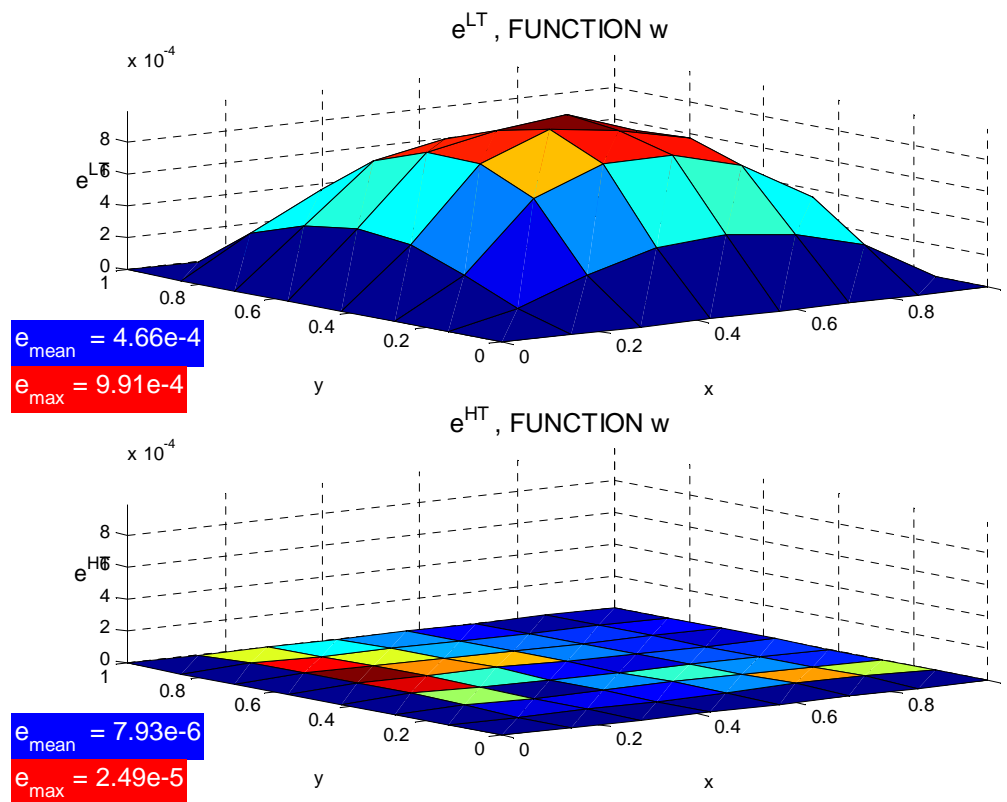 e^LT , FUNCTION w
x 10^-4
8
6
4
2
0
e^LT
1
0.8
0.6
0.4
0.2
0
0
0.2
0.4
0.6
0.8
y
x
e_mean = 4.66e-4
e_max = 9.91e-4
e^HT , FUNCTION w
x 10^-4
8
6
4
2
0
e^HT
1
0.8
0.6
0.4
0.2
0
0
0.2
0.4
0.6
0.8
y
x
e_mean = 7.93e-6
e_max = 2.49e-5